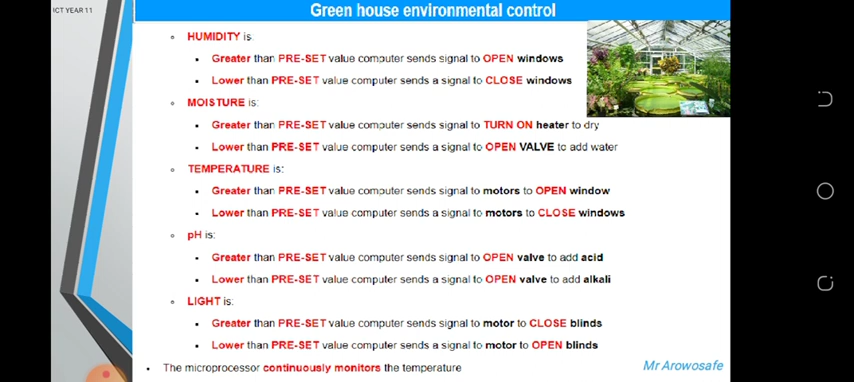 ICT YEAR 11
Green house environmental control
HUMIDITY is:
Greater than PRE-SET value computer sends signal to OPEN windows
Lower than PRE-SET value computer sends a signal to CLOSE windows
MOISTURE is:
Greater than PRE-SET value computer sends signal to TURN ON heater to dry
Lower than PRE-SET value computer sends a signal to OPEN VALVE to add water
TEMPERATURE is:
Greater than PRE-SET value computer sends signal to motors to OPEN window
Lower than PRE-SET value computer sends a signal to motors to CLOSE windows
pH is:
Greater than PRE-SET value computer sends signal to OPEN valve to add acid
Lower than PRE-SET value computer sends a signal to OPEN valve to add alkali
LIGHT is:
Greater than PRE-SET value computer sends signal to motor to CLOSE blinds
Lower than PRE-SET value computer sends a signal to motor to OPEN blinds
The microprocessor continuously monitors the temperature
Mr Arowosafe